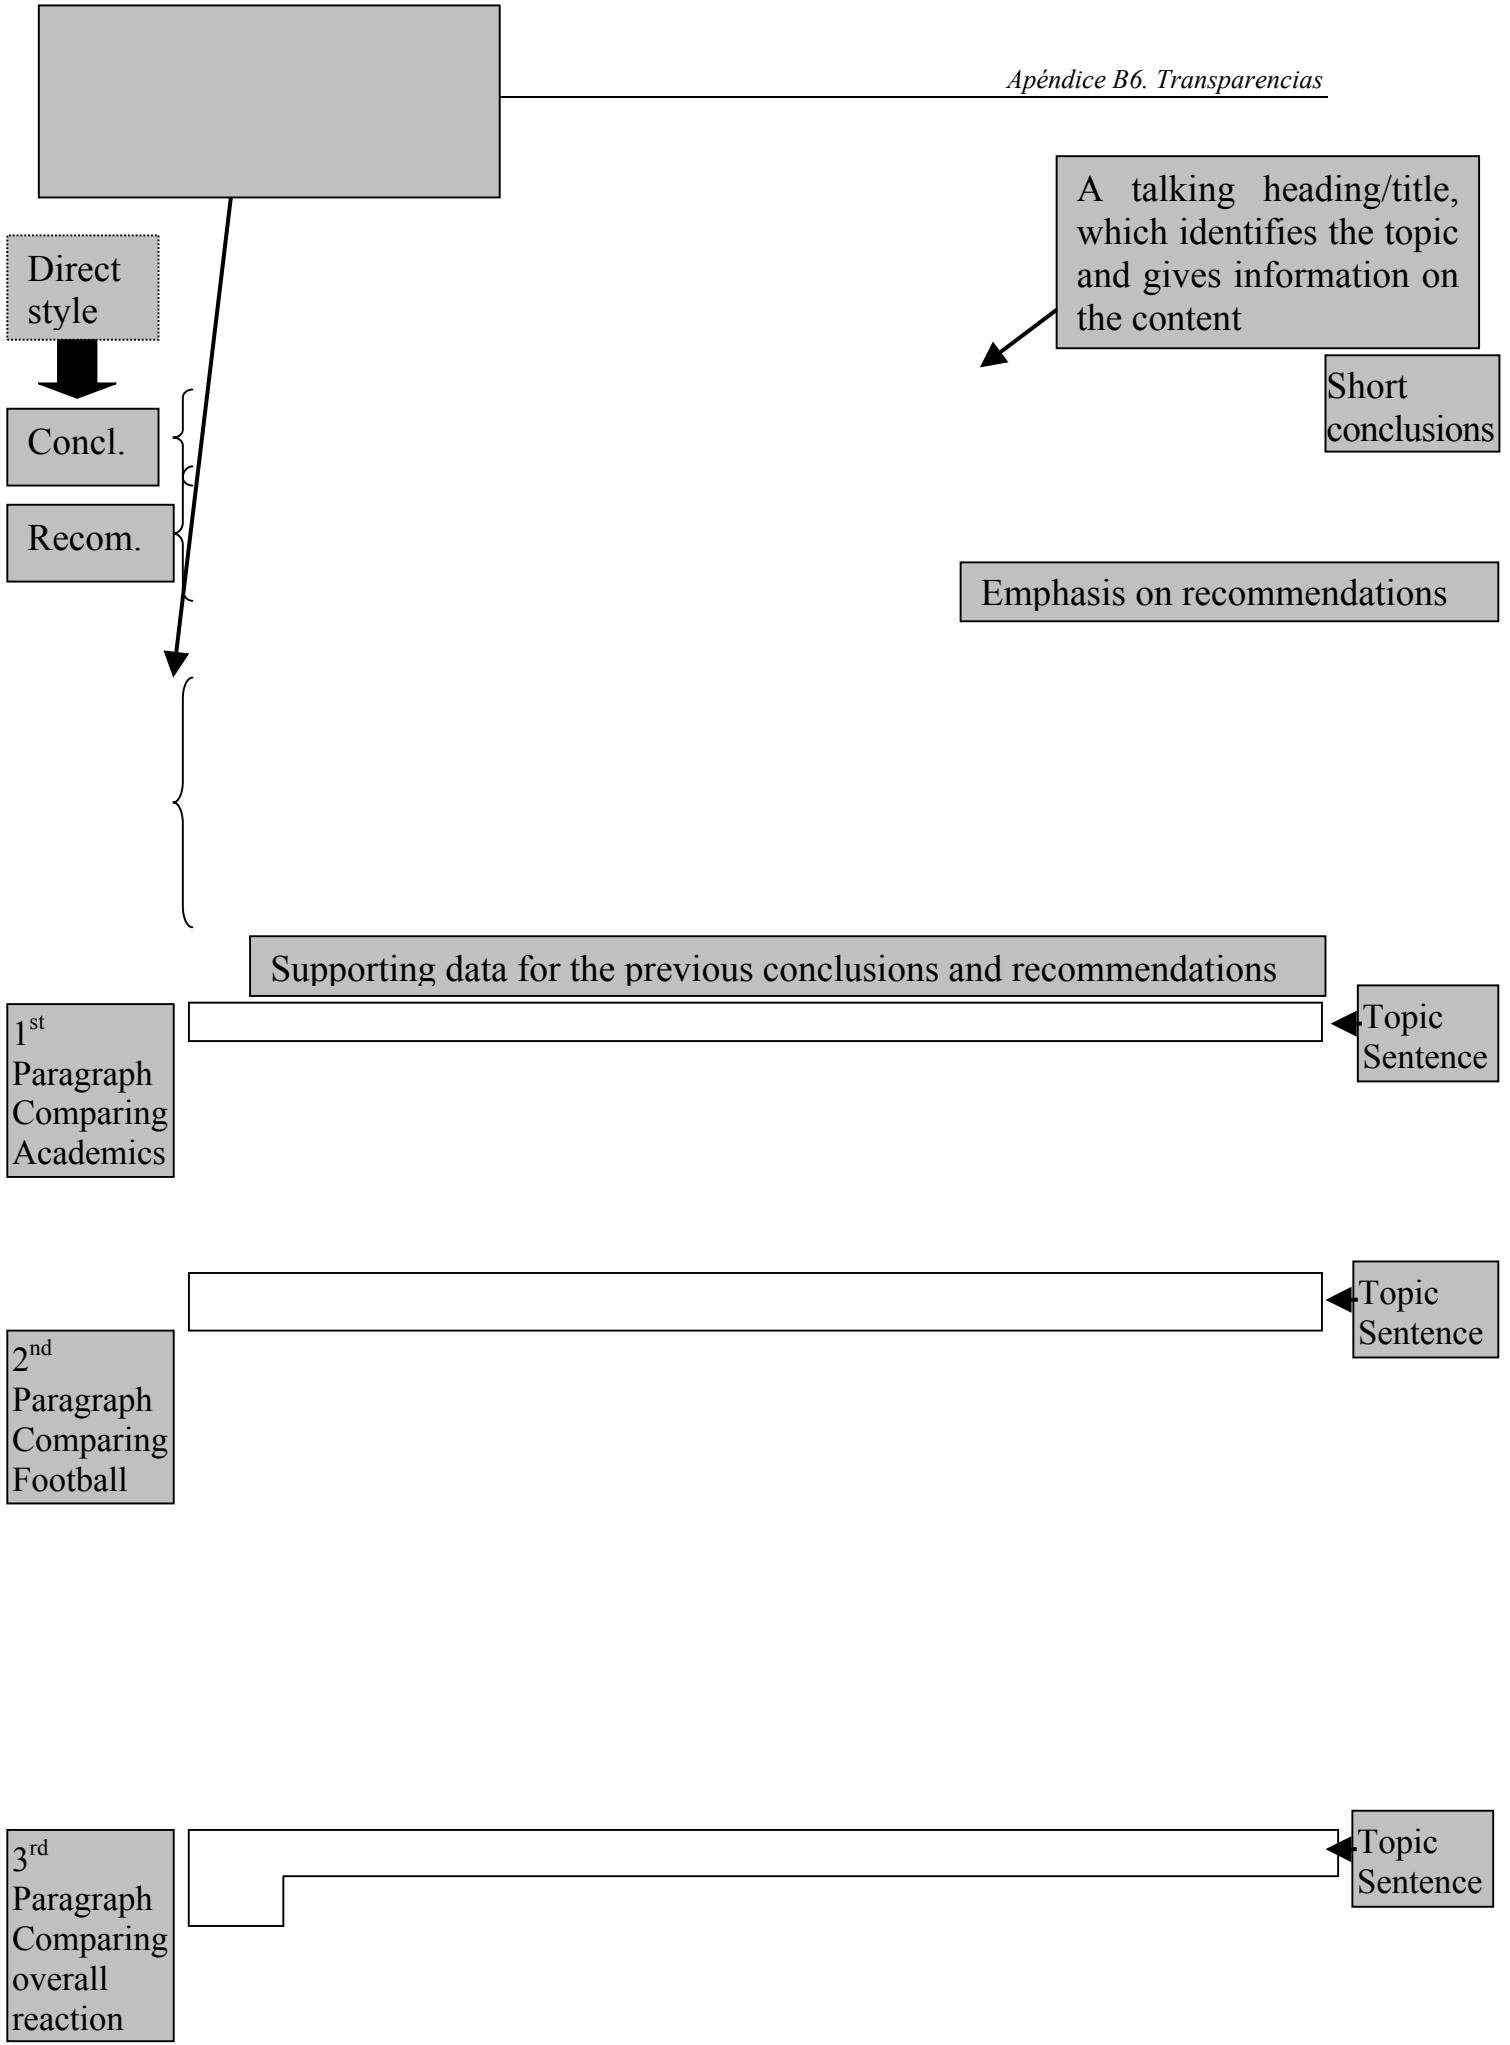 Apéndice B6. Transparencias
A talking heading/title,
which identifies the topic
and gives information on
the content
Direct
style
Short
conclusions
Concl.
Recom.
Emphasis on recommendations
Supporting data for the previous conclusions and recommendations
1st
Paragraph
Comparing
Academics
Topic
Sentence
2nd
Paragraph
Comparing
Football
Topic
Sentence
3rd
Paragraph
Comparing
overall
reaction
Topic
Sentence